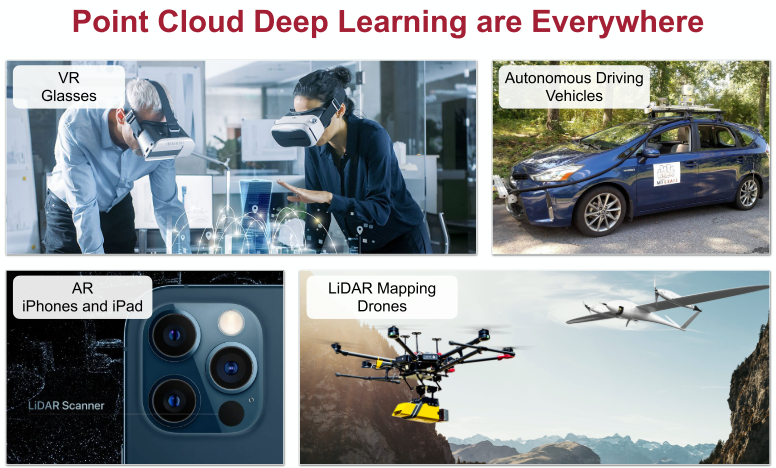 Point Cloud Deep Learning are Everywhere
VR
Glasses
Autonomous Driving
Vehicles
AR
iPhones and iPad
LiDAR Scanner
LiDAR Mapping
Drones